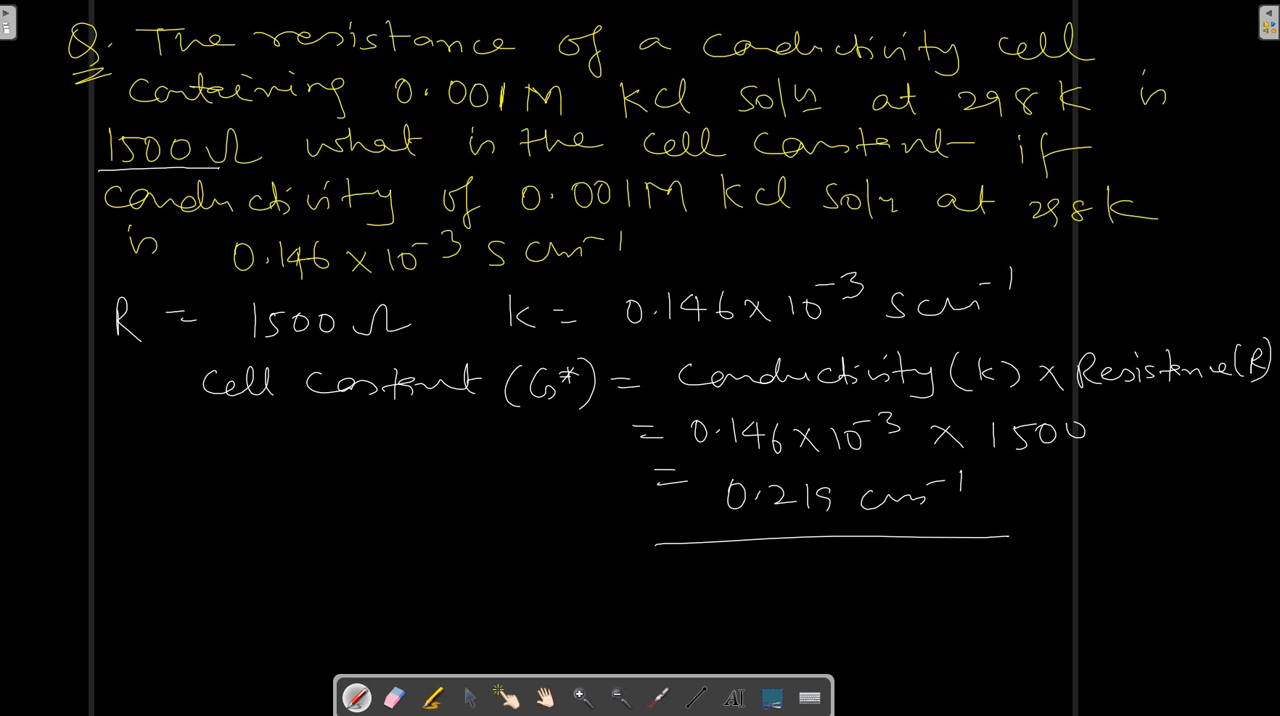 Q. The resistance of a conductivity cell
containing 0.001M KCl soln at 298K is
1500Ω what is the cell constant if
conductivity of 0.001M KCl soln at 298K
is 0.146 × 10⁻³ S cm⁻¹
R = 1500Ω K = 0.146 × 10⁻³ S cm⁻¹
Cell constant (G*) = Conductivity (K) × Resistance (R)
= 0.146 × 10⁻³ × 1500
= 0.219 cm⁻¹
AI